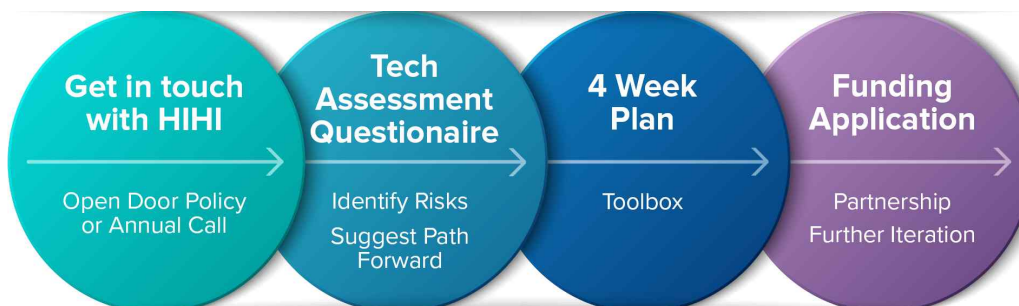 Get in touch
with HIHI
Open Door Policy
or Annual Call
Tech
Assessment
Questionaire
Identify Risks
Suggest Path
Forward
4 Week
Plan
Toolbox
Funding
Application
Partnership
Further Iteration